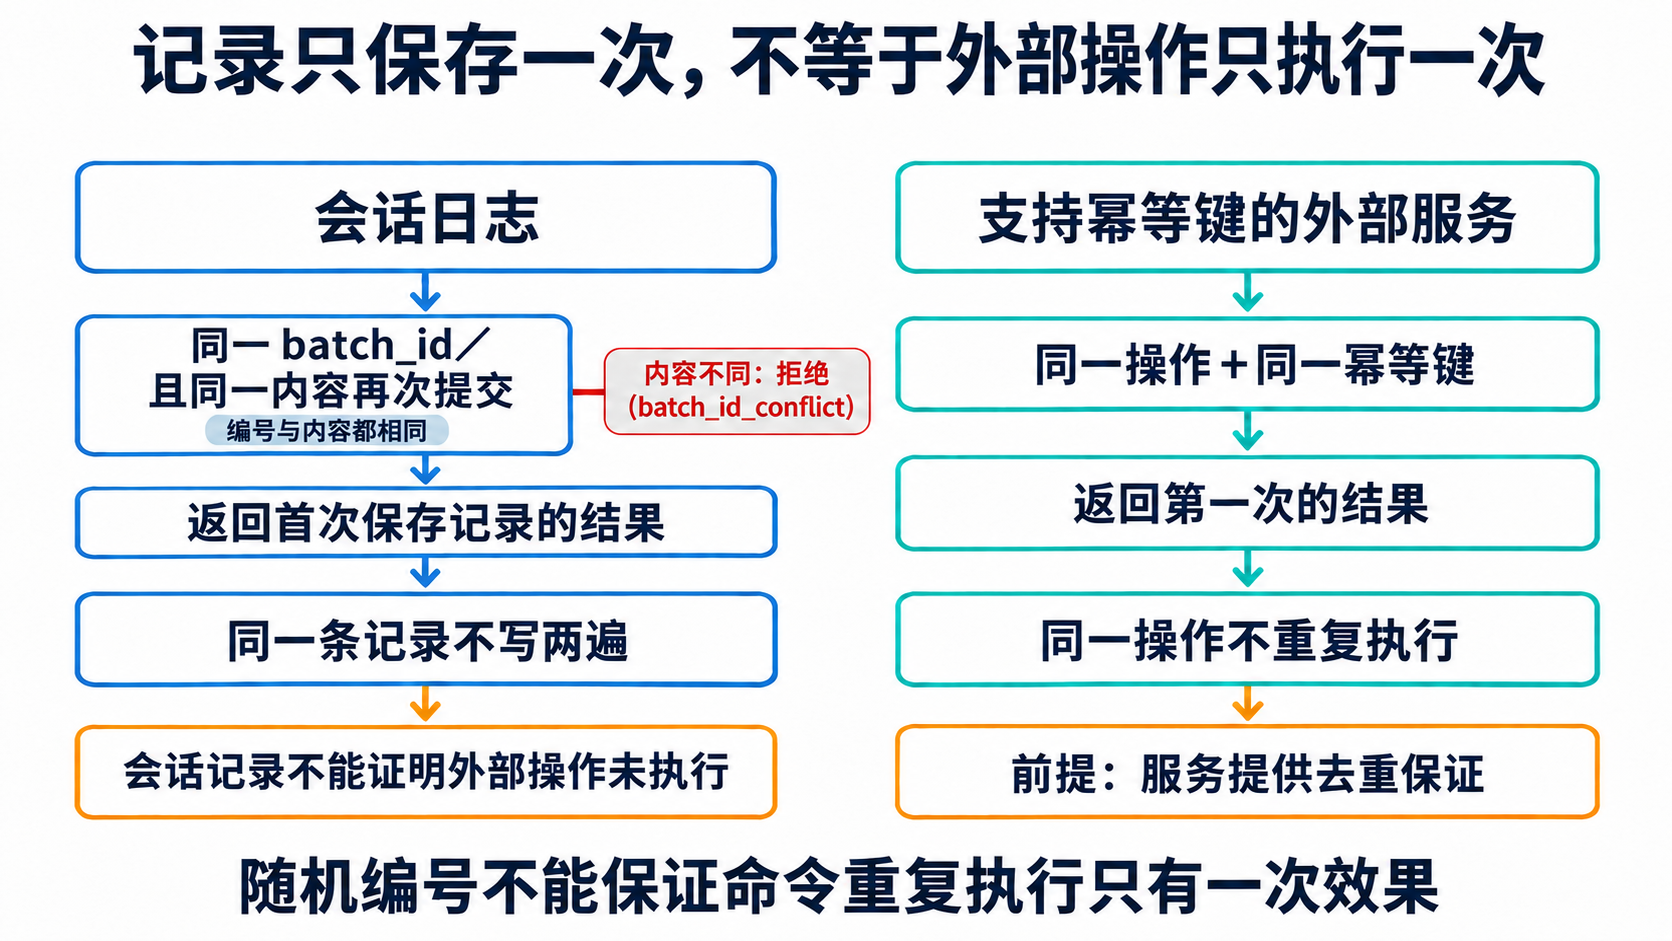 记录只保存一次，不等于外部操作只执行一次
会话日志
同一 batch_id／
且同一内容再次提交
编号与内容都相同
内容不同：拒绝
(batch_id_conflict)
返回首次保存记录的结果
同一条记录不写两遍
会话记录不能证明外部操作未执行
支持幂等键的外部服务
同一操作＋同一幂等键
返回第一次的结果
同一操作不重复执行
前提：服务提供去重保证
随机编号不能保证命令重复执行只有一次效果